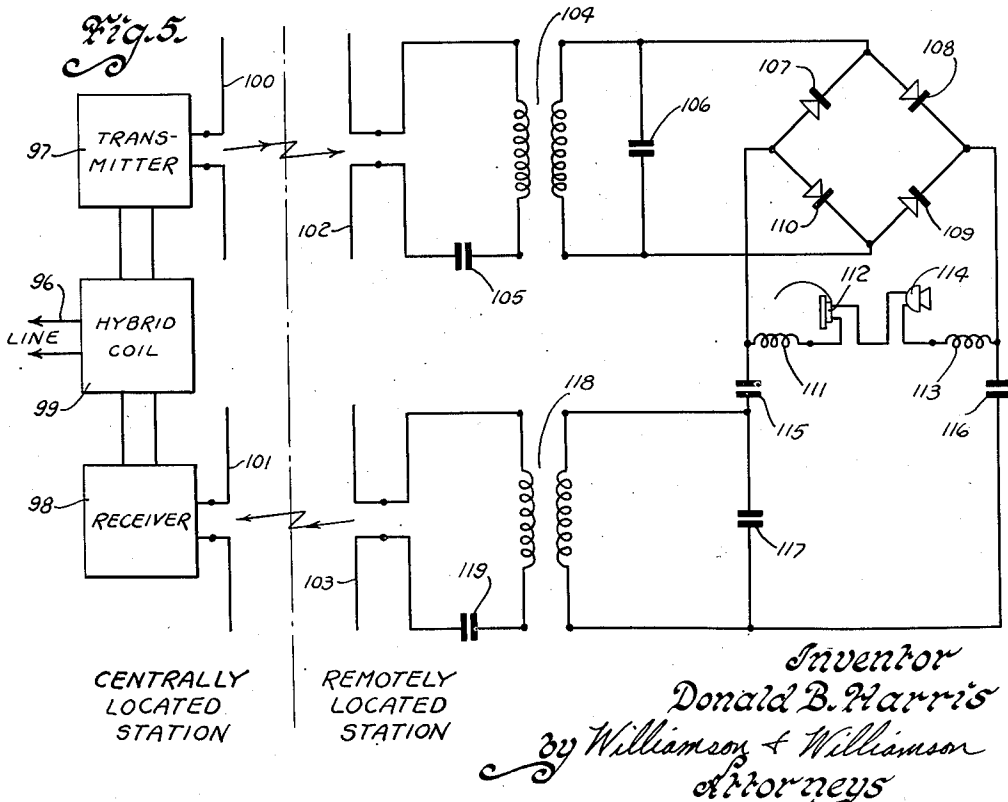 Fig. 5.
104
107
108
100
97
TRANS-
MITTER
106
102
105
110
109
96
LINE
HYBRID
COIL
99
112
114
111
113
115
116
118
101
98
RECEIVER
117
103
119
CENTRALLY
LOCATED
STATION
REMOTELY
LOCATED
STATION
Inventor
Donald B. Harris
By Williamson & Williamson
Attorneys